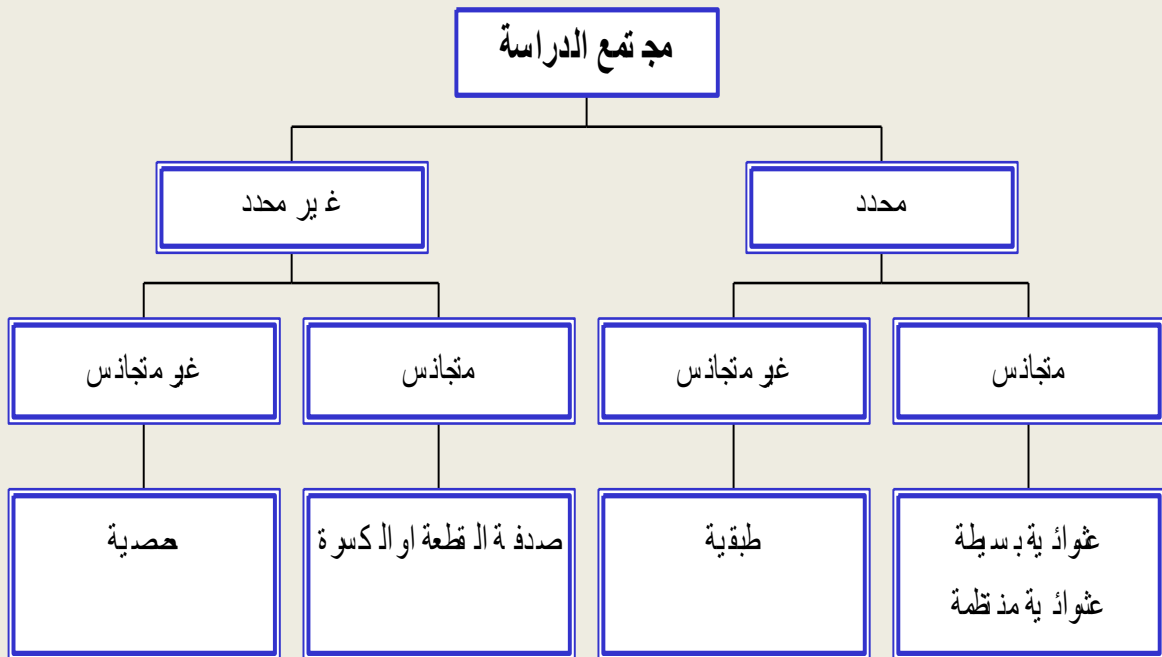 مجتمع الدراسة
محدد
غير محدد
متجانس
غير متجانس
متجانس
غير متجانس
عشوائية بسيطة
عشوائية منتظمة
طبقية
صدفة القطعة او الكسرة
حصصية